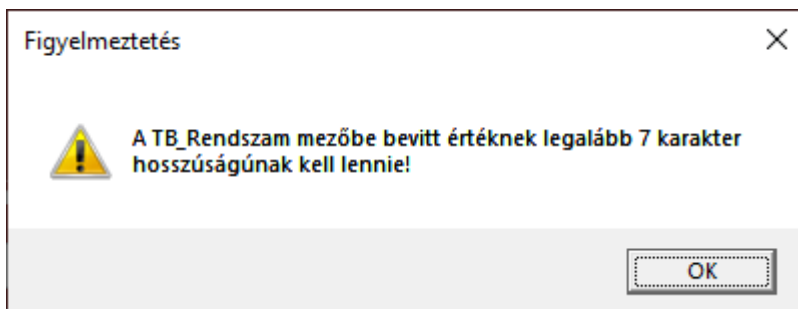 Figyelmeztetés
A TB_Rendszam mezőbe bevitt értéknek legalább 7 karakter
hosszúságúnak kell lennie!
OK